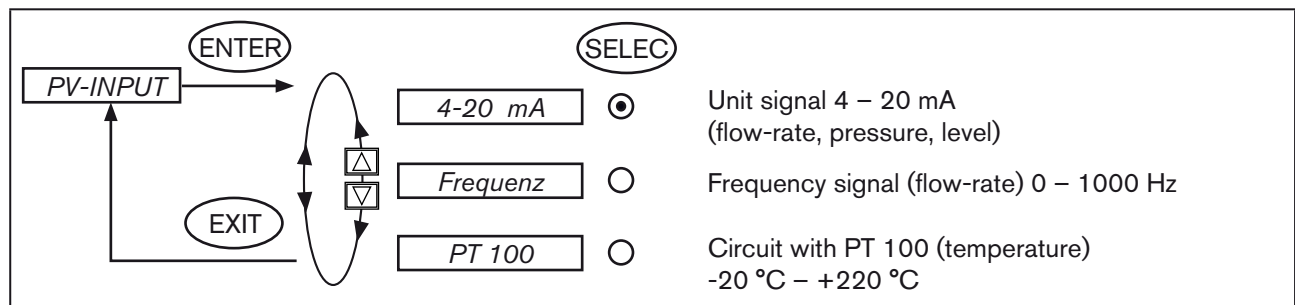 ENTER
SELEC
PV-INPUT
4-20 mA
Unit signal 4 – 20 mA
(flow-rate, pressure, level)
Frequenz
Frequency signal (flow-rate) 0 – 1000 Hz
EXIT
PT 100
Circuit with PT 100 (temperature)
-20 °C – +220 °C